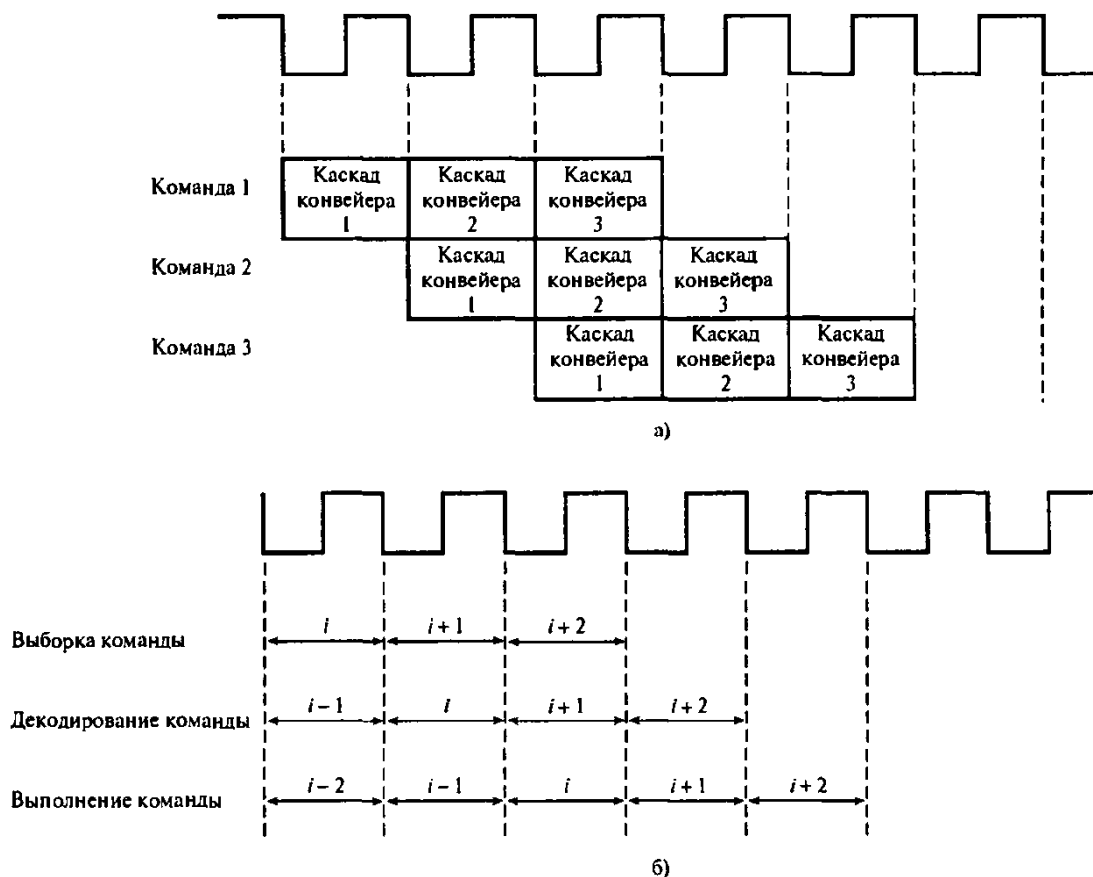 Команда 1
Каскад
конвейера
1
Каскад
конвейера
2
Каскад
конвейера
3
Команда 2
Каскад
конвейера
1
Каскад
конвейера
2
Каскад
конвейера
3
Команда 3
Каскад
конвейера
1
Каскад
конвейера
2
Каскад
конвейера
3
а)
Выборка команды
i
i + 1
i + 2
Декодирование команды
i – 1
i
i + 1
i + 2
Выполнение команды
i – 2
i – 1
i
i + 1
i + 2
б)